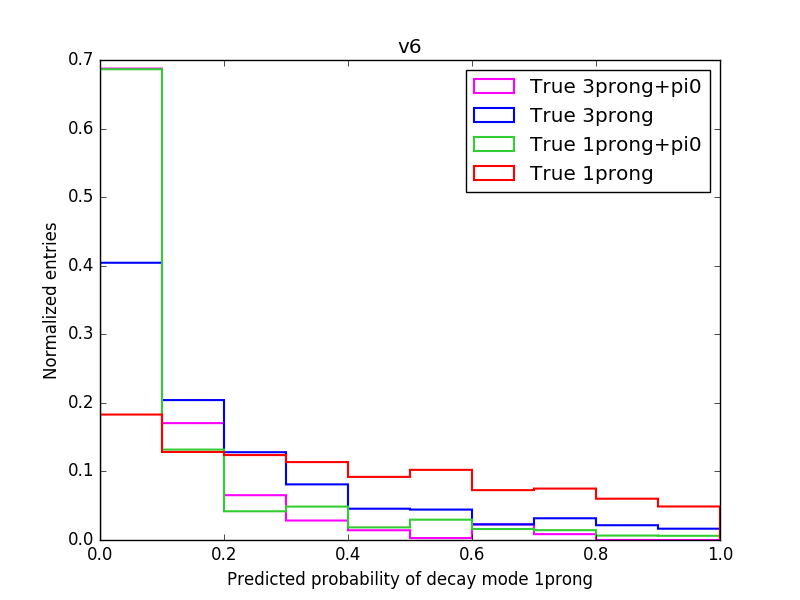 v6
True 3prong+pi0
True 3prong
True 1prong+pi0
True 1prong
Normalized entries
0.7
0.6
0.5
0.4
0.3
0.2
0.1
0.0
0.0 0.2 0.4 0.6 0.8 1.0
Predicted probability of decay mode 1prong